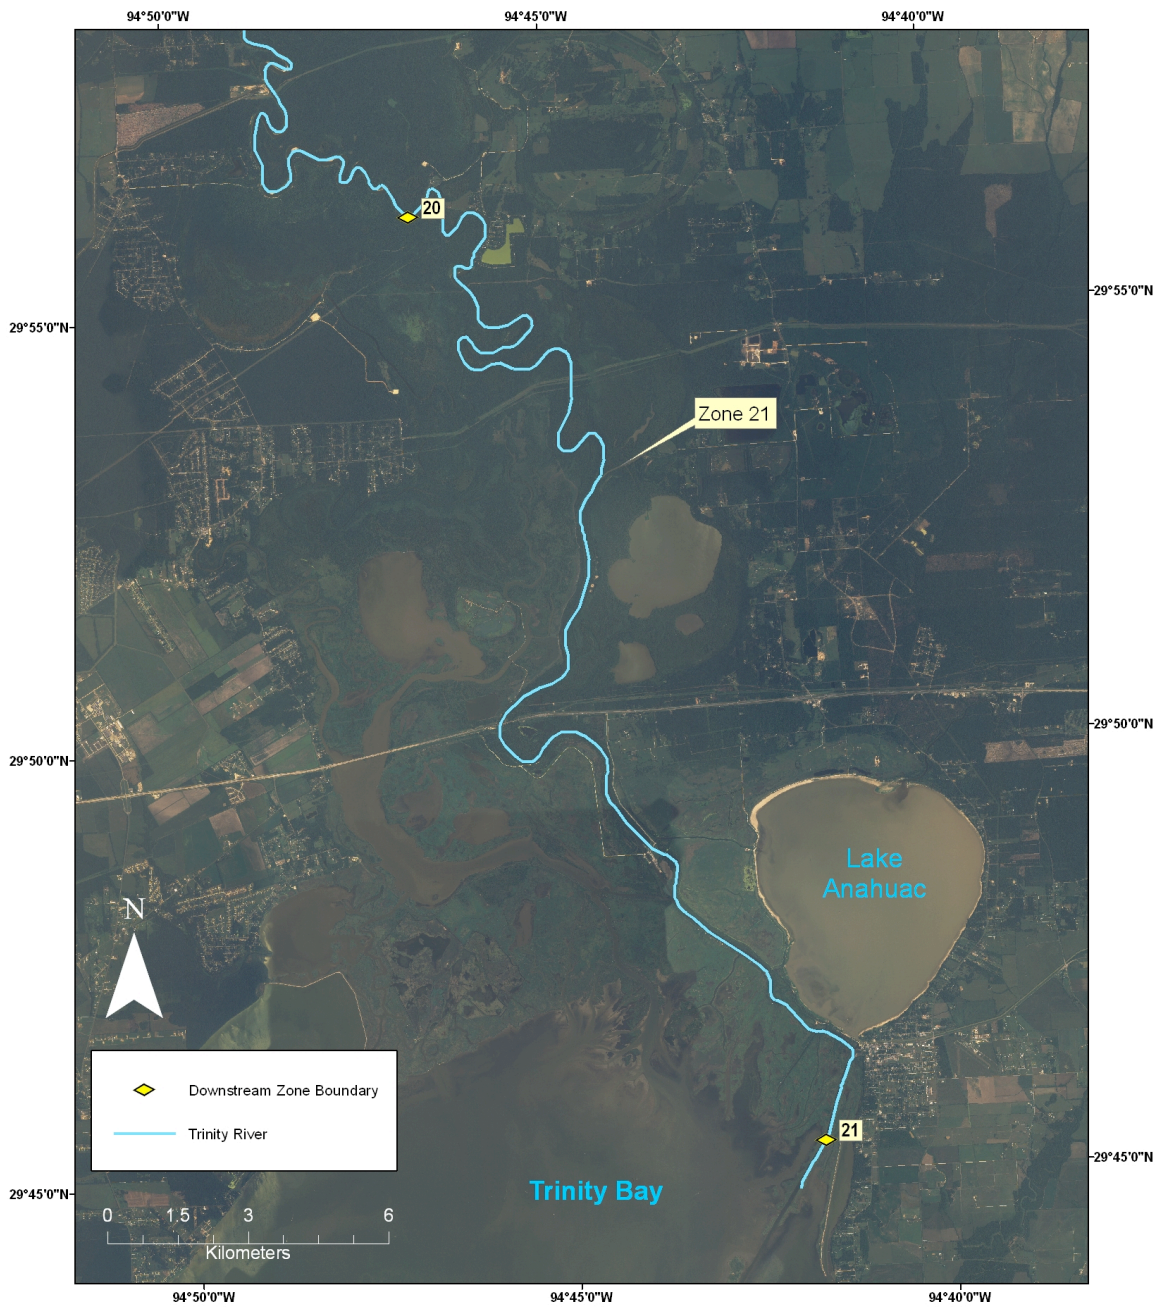 94°50'0"W 94°45'0"W 94°40'0"W
20
29°55'0"N
29°55'0"N
Zone 21
29°50'0"N
29°50'0"N
Lake
Anahuac
N
Downstream Zone Boundary
Trinity River
21
29°45'0"N
Trinity Bay
29°45'0"N
0 1.5 3 6
Kilometers
94°50'0"W 94°45'0"W 94°40'0"W